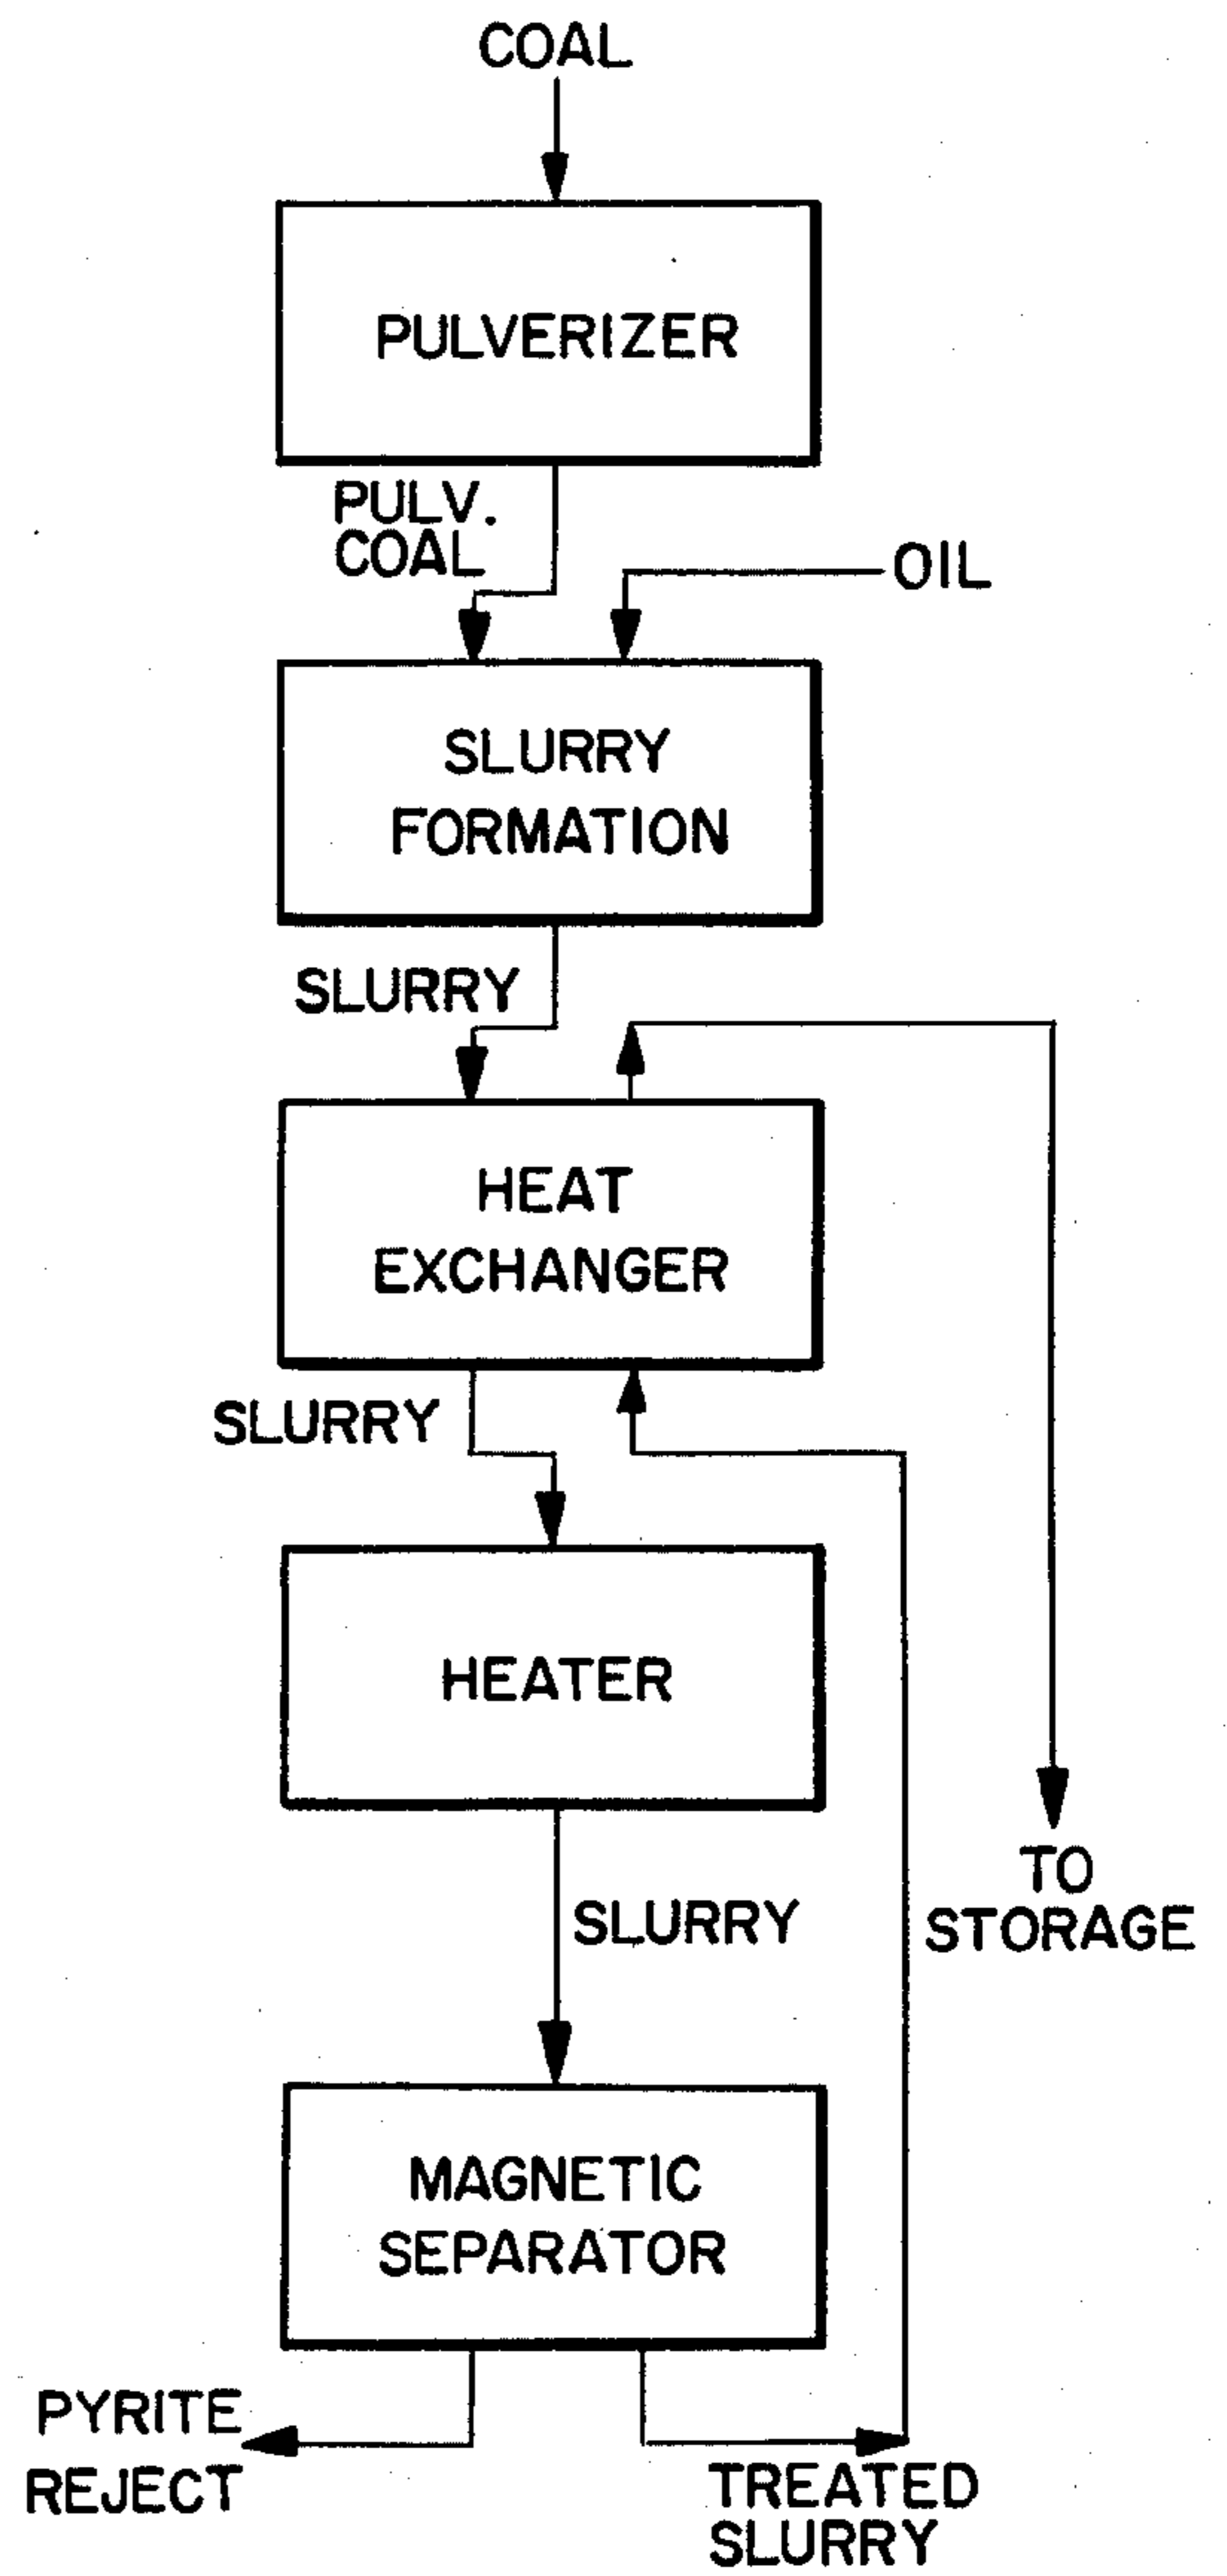 COAL
PULVERIZER
PULV.
COAL
OIL
SLURRY
FORMATION
SLURRY
HEAT
EXCHANGER
SLURRY
HEATER
TO
STORAGE
SLURRY
MAGNETIC
SEPARATOR
PYRITE
REJECT
TREATED
SLURRY